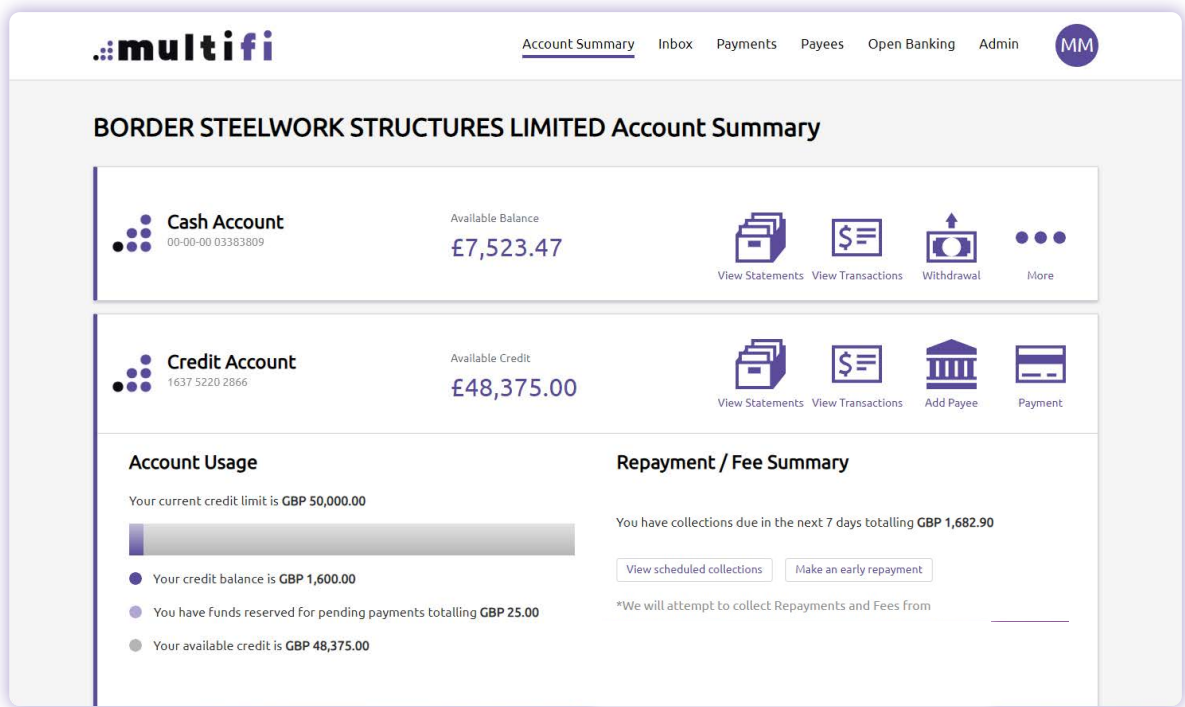 multifi
Account Summary Inbox Payments Payees Open Banking Admin MM
BORDER STEELWORK STRUCTURES LIMITED Account Summary
Cash Account
00-00-00 03383809
Available Balance
£7,523.47
View Statements View Transactions Withdrawal More
Credit Account
1637 5220 2866
Available Credit
£48,375.00
View Statements View Transactions Add Payee Payment
Account Usage
Your current credit limit is GBP 50,000.00
Your credit balance is GBP 1,600.00
You have funds reserved for pending payments totalling GBP 25.00
Your available credit is GBP 48,375.00
Repayment / Fee Summary
You have collections due in the next 7 days totalling GBP 1,682.90
View scheduled collections Make an early repayment
*We will attempt to collect Repayments and Fees from